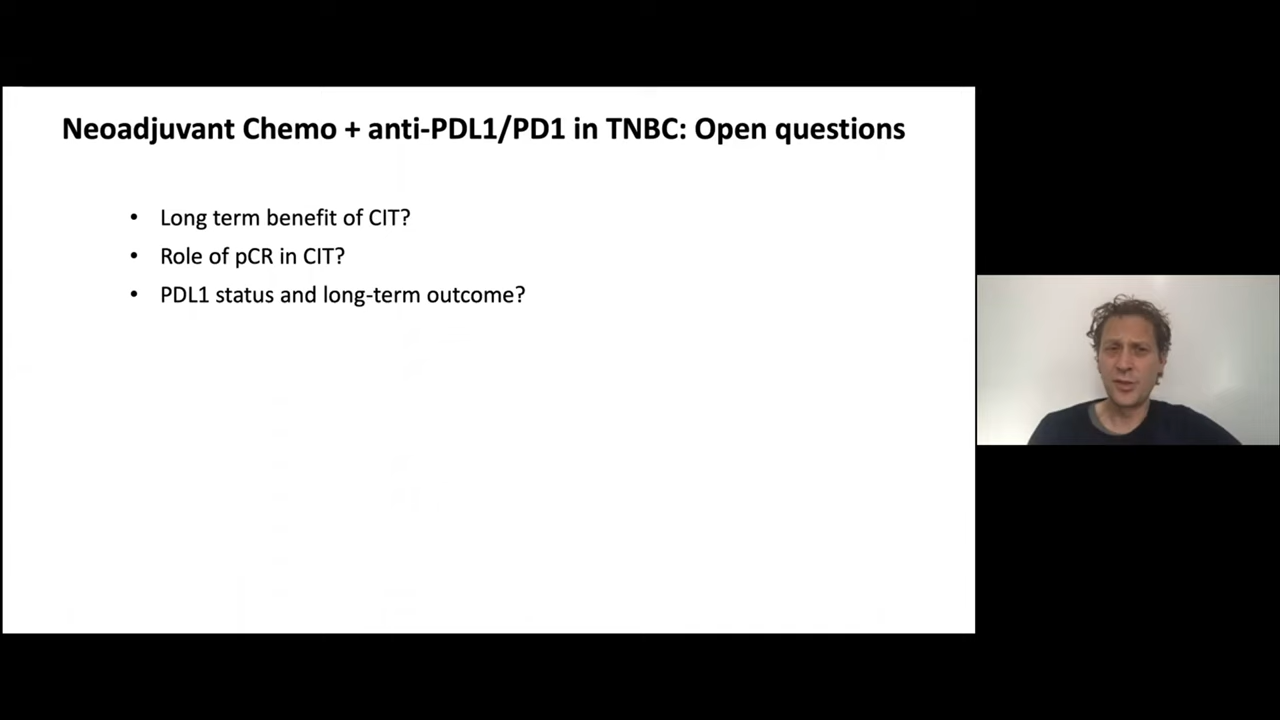 Neoadjuvant Chemo + anti-PDL1/PD1 in TNBC: Open questions
• Long term benefit of CIT?
• Role of pCR in CIT?
• PDL1 status and long-term outcome?